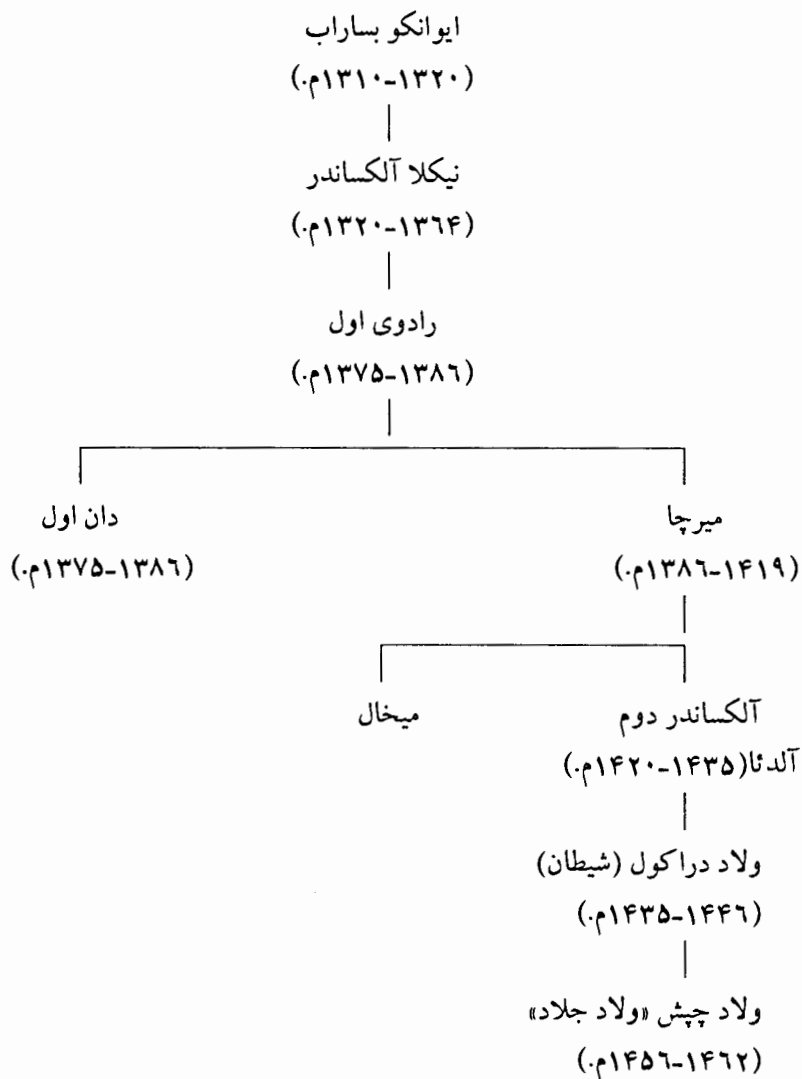 ایوانکو بساراب
(۱۳۱۰-۱۳۲۰م.)
نیکلا آلکساندر
(۱۳۲۰-۱۳۶۴م.)
رادوی اول
(۱۳۷۵-۱۳۸۶م.)
میرچا
(۱۳۸۶-۱۴۱۹م.)
دان اول
(۱۳۷۵-۱۳۸۶م.)
آلکساندر دوم
آلدئا(۱۴۲۰-۱۴۳۵م.)
میخال
ولاد دراکول (شیطان)
(۱۴۳۵-۱۴۴۶م.)
ولاد چپش «ولاد جلاد»
(۱۴۵۶-۱۴۶۲م.)